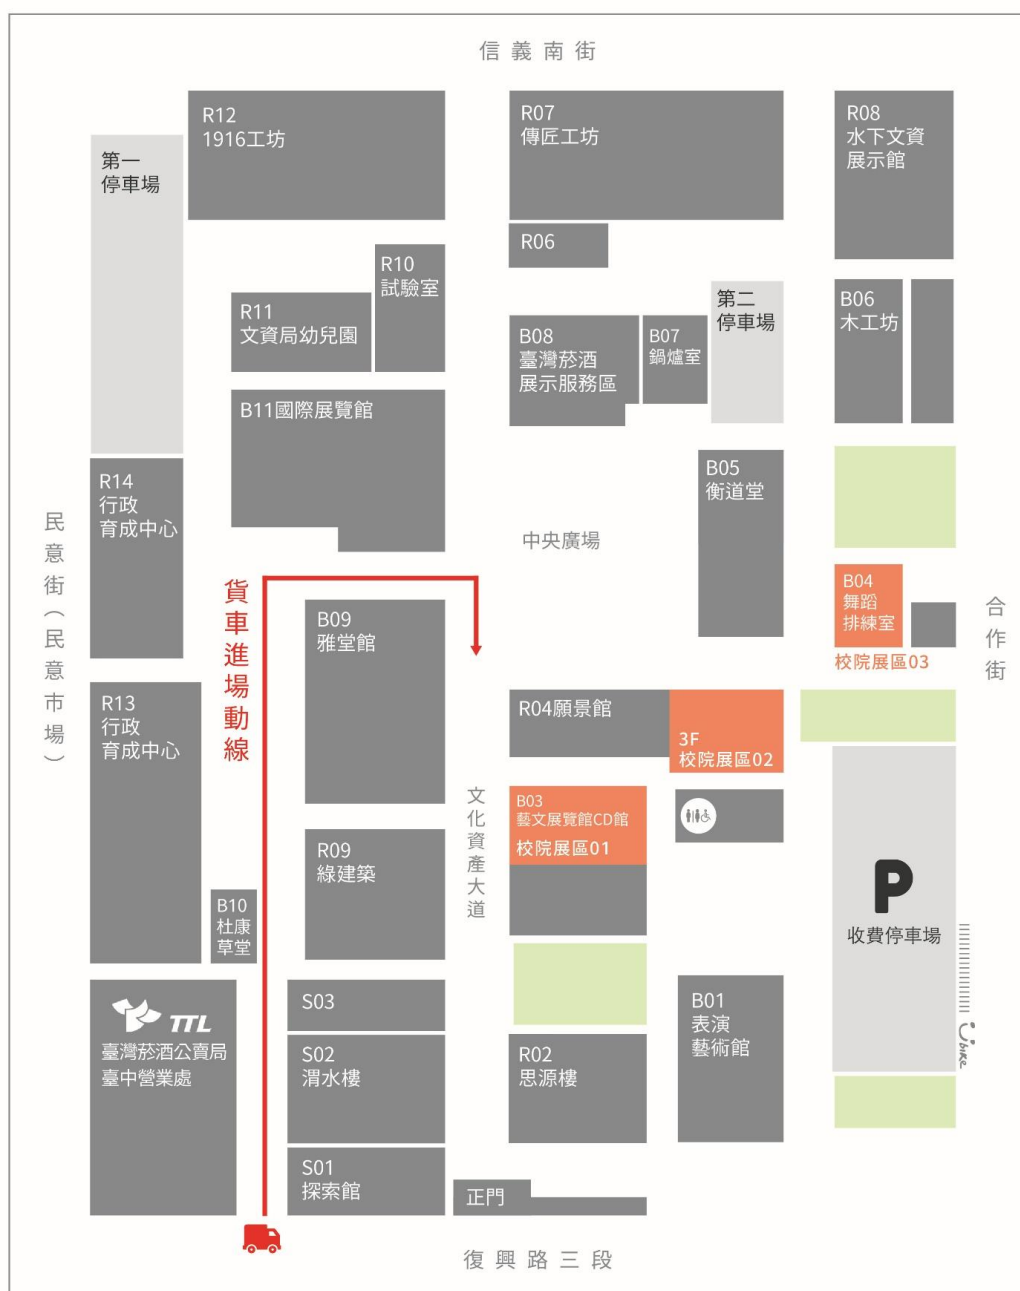 信義南街
R12
1916工坊
R07
傳匠工坊
R08
水下文資
展示館
第一
停車場
R06
R10
試驗室
R11
文資局幼兒園
第二
停車場
B06
木工坊
B08
臺灣菸酒
展示服務區
B07
鍋爐室
B11國際展覽館
R14
行政
育成中心
B05
衡道堂
中央廣場
民意街（民意市場）
貨車進場動線
B09
雅堂館
B04
舞蹈
排練室
校院展區03
合作街
R13
行政
育成中心
R04願景館
3F
校院展區02
文化資產大道
B03
藝文展覽館CD館
校院展區01
R09
綠建築
B10
杜康
草堂
P
收費停車場
Ubike
TTL
臺灣菸酒公賣局
臺中營業處
S03
S02
渭水樓
R02
思源樓
B01
表演
藝術館
S01
探索館
正門
復興路三段